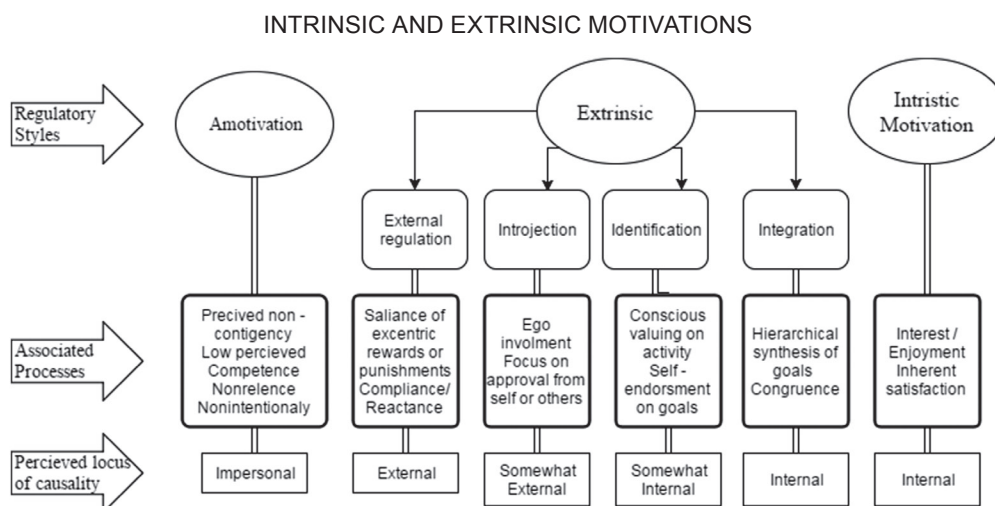 INTRINSIC AND EXTRINSIC MOTIVATIONS
Regulatory
Styles
Amotivation
Extrinsic
Intristic
Motivation
External
regulation
Introjection
Identification
Integration
Associated
Processes
Precived non -
contigency
Low percieved
Competence
Nonrelence
Nonintentionaly
Saliance of
excentric
rewards or
punishments
Compliance/
Reactance
Ego
involment
Focus on
approval from
self or others
Conscious
valuing on
activity Self -
endorsment
on goals
Hierarchical
synthesis of
goals
Congruence
Interest /
Enjoyment
Inherent
satisfaction
Percieved locus
of causality
Impersonal
External
Somewhat
External
Somewhat
Internal
Internal
Internal